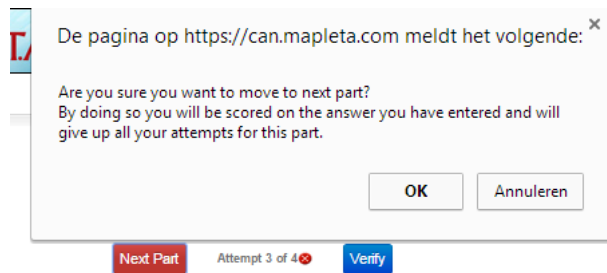 De pagina op https://can.mapleta.com meldt het volgende:
Are you sure you want to move to next part?
By doing so you will be scored on the answer you have entered and will
give up all your attempts for this part.
OK Annuleren
Next Part Attempt 3 of 4 Verify